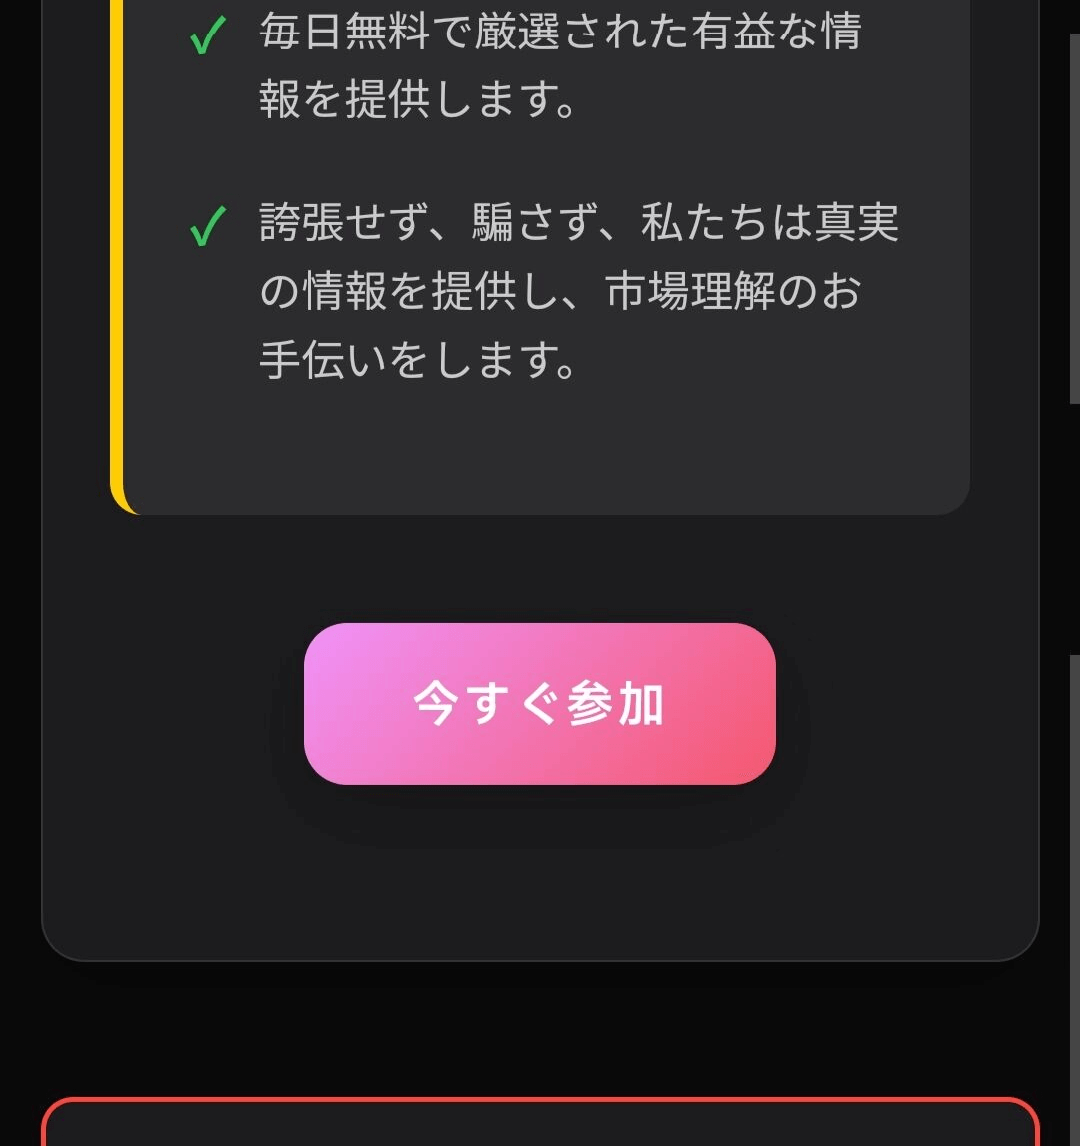 ✓ 毎日無料で厳選された有益な情
報を提供します。
✓ 誇張せず、騙さず、私たちは真実
の情報を提供し、市場理解のお
手伝いをします。
今すぐ参加